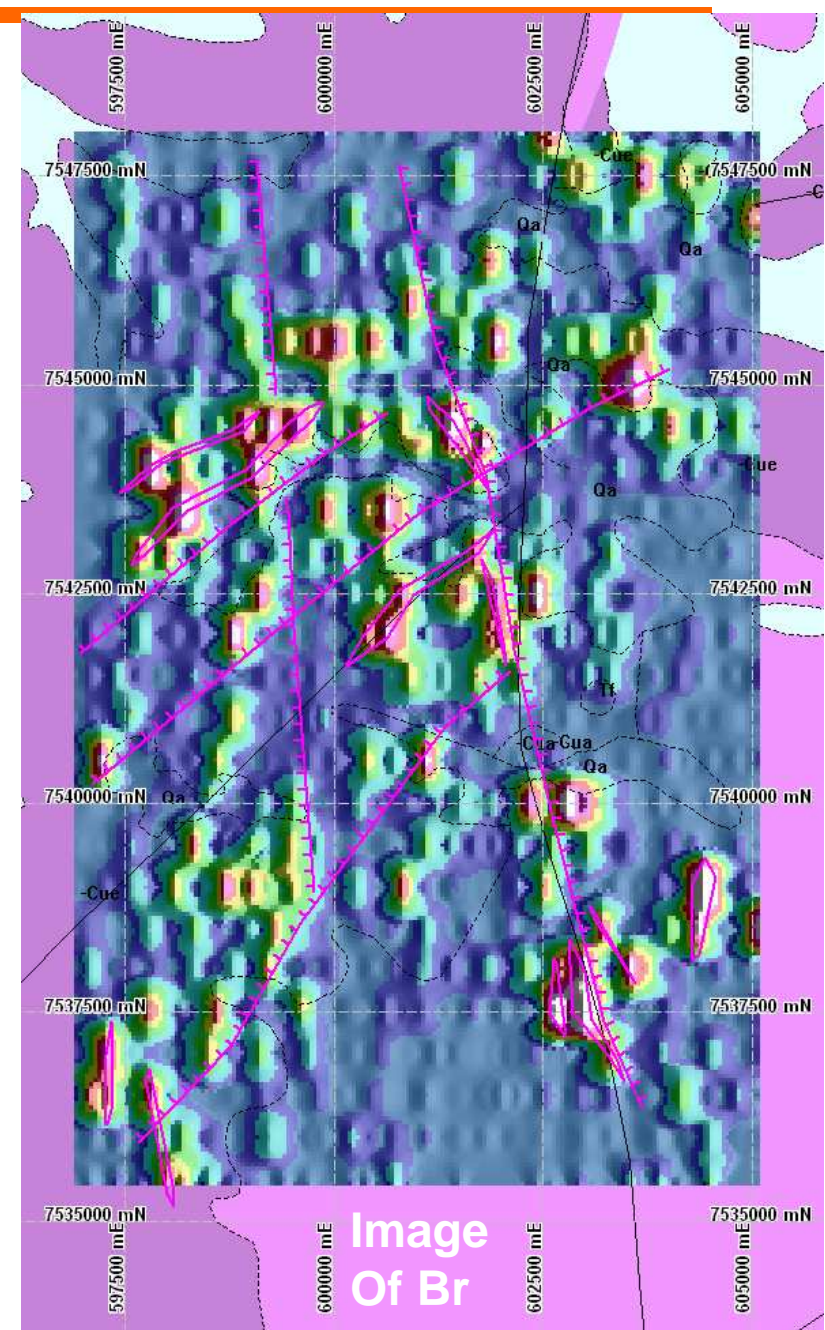 597500 mE
600000 mE
602500 mE
605000 mE
-Cue
7547500 mN
7547500 mN
-C
Qa
Qa
Qa
7545000 mN
7545000 mN
-Cue
Qa
7542500 mN
7542500 mN
Tf
-Cua
-Cua
Qa
7540000 mN
7540000 mN
Qa
-Cue
7537500 mN
7537500 mN
7535000 mN
7535000 mN
Image
Of Br
597500 mE
600000 mE
602500 mE
605000 mE